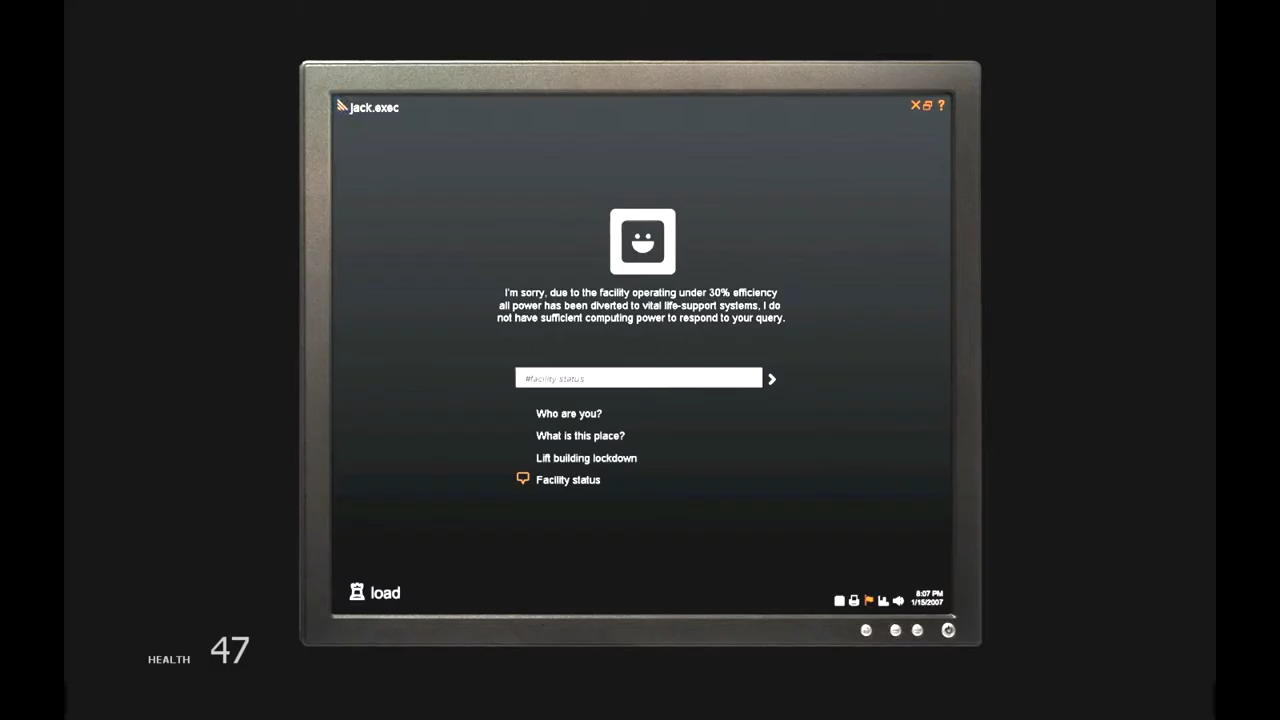 jack.exec
I'm sorry, due to the facility operating under 30% efficiency
all power has been diverted to vital life-support systems, I do
not have sufficient computing power to respond to your query.
#facility status
Who are you?
What is this place?
Lift building lockdown
Facility status
load
8:07 PM
1/15/2007
HEALTH 47